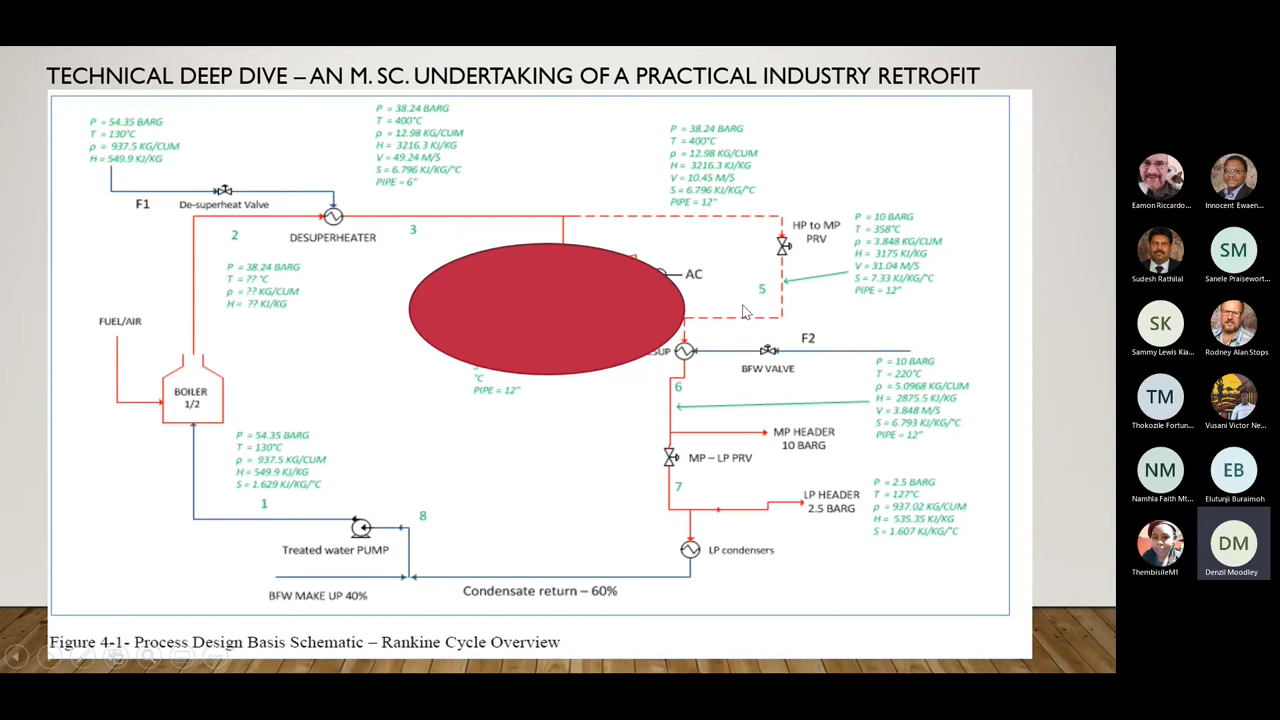 TECHNICAL DEEP DIVE – AN M. SC. UNDERTAKING OF A PRACTICAL INDUSTRY RETROFIT
P = 54.35 BARG
T = 130°C
ρ = 937.5 KG/CUM
H = 549.9 KJ/KG
P = 38.24 BARG
T = 400°C
ρ = 12.98 KG/CUM
H = 3216.3 KJ/KG
V = 49.24 M/S
S = 6.796 KJ/KG/°C
PIPE = 6"
P = 38.24 BARG
T = 400°C
ρ = 12.98 KG/CUM
H = 3216.3 KJ/KG
V = 10.45 M/S
S = 6.796 KJ/KG/°C
PIPE = 12"
F1
De-superheat Valve
2
DESUPERHEATER
3
HP to MP
PRV
P = 10 BARG
T = 358°C
ρ = 3.848 KG/CUM
H = 3175 KJ/KG
V = 31.04 M/S
S = 7.33 KJ/KG/°C
PIPE = 12"
P = 38.24 BARG
T = ?? °C
ρ = ?? KG/CUM
H = ?? KJ/KG
AC
5
FUEL/AIR
F2
SUP
BFW VALVE
°C
PIPE = 12"
P = 10 BARG
T = 220°C
ρ = 5.0968 KG/CUM
H = 2875.5 KJ/KG
V = 3.848 M/S
S = 6.793 KJ/KG/°C
PIPE = 12"
BOILER
1/2
6
MP HEADER
10 BARG
P = 54.35 BARG
T = 130°C
ρ = 937.5 KG/CUM
H = 549.9 KJ/KG
S = 1.629 KJ/KG/°C
MP – LP PRV
7
LP HEADER
2.5 BARG
P = 2.5 BARG
T = 127°C
ρ = 937.02 KG/CUM
H = 535.35 KJ/KG
S = 1.607 KJ/KG/°C
1
8
Treated water PUMP
LP condensers
BFW MAKE UP 40%
Condensate return – 60%
Figure 4-1- Process Design Basis Schematic – Rankine Cycle Overview
Eamon Riccardo...
Innocent Ewaen...
Sudesh Rathilal
SM
Sanele Praisewort...
SK
Sammy Lewis Kia...
Rodney Alan Stops
TM
Thokozile Fortun...
Vusani Victor Ne...
NM
Namhla Faith Mt...
EB
Elutunji Buraimoh
ThembisileM1
DM
Denzil Moodley